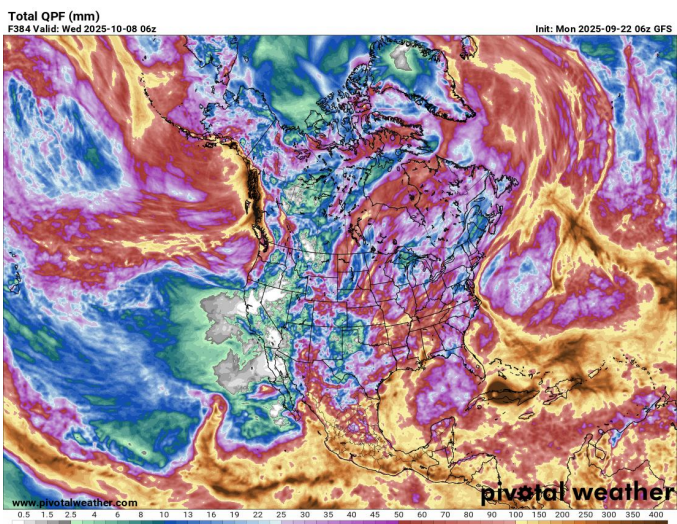 Total QPF (mm)
F384 Valid: Wed 2025-10-08 06z Init: Mon 2025-09-22 06z GFS
www.pivotalweather.com
pivotal weather
0.5 1.5 2.5 4 6 8 10 13 16 19 22 25 30 35 40 45 50 60 70 80 90 100 150 200 250 300 350 400